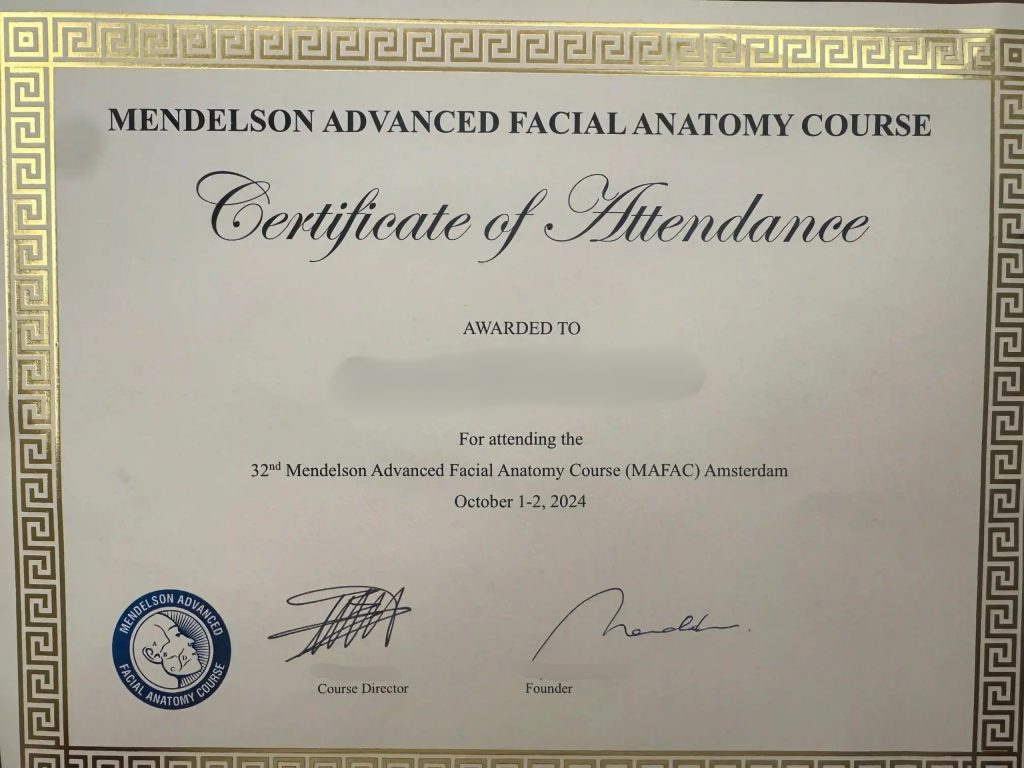 MENDELSON ADVANCED FACIAL ANATOMY COURSE
Certificate of Attendance
AWARDED TO
For attending the
32nd Mendelson Advanced Facial Anatomy Course (MAFAC) Amsterdam
October 1-2, 2024
MENDELSON ADVANCED
FACIAL ANATOMY COURSE
Course Director
Founder